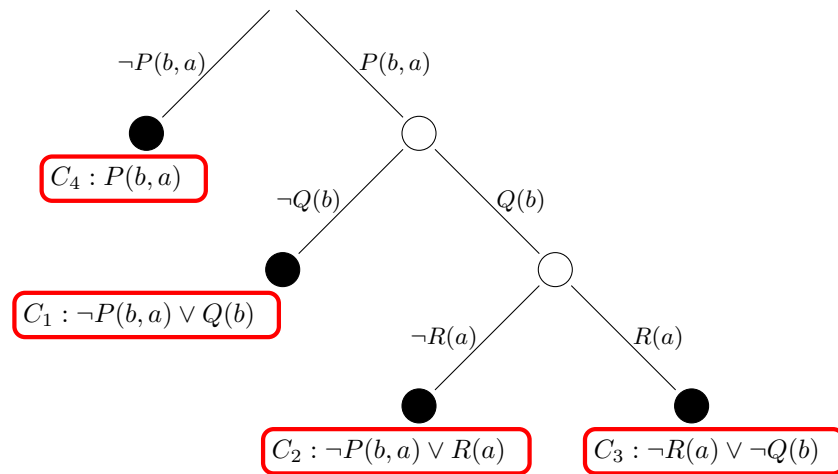 ¬P(b, a)
P(b, a)
C₄ : P(b, a)
¬Q(b)
Q(b)
C₁ : ¬P(b, a) ∨ Q(b)
¬R(a)
R(a)
C₂ : ¬P(b, a) ∨ R(a)
C₃ : ¬R(a) ∨ ¬Q(b)